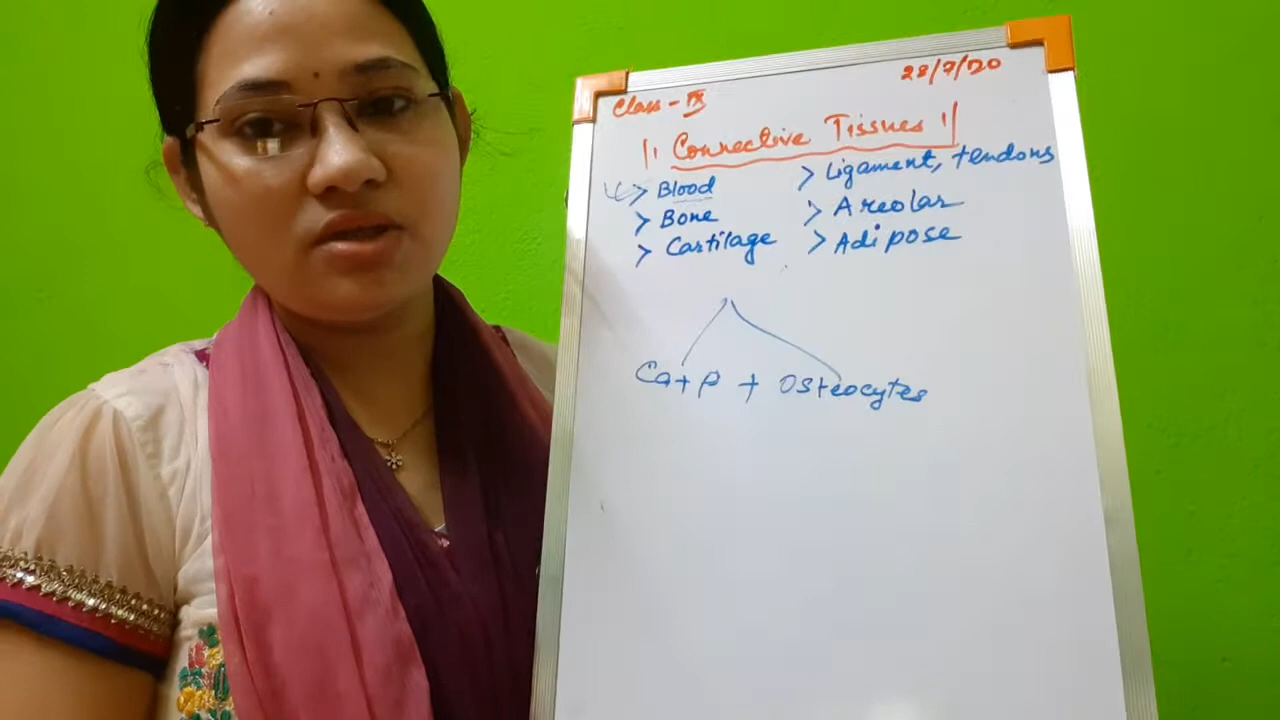 28/7/20
Class - IX
Connective Tissues
> Blood
> Bone
> Cartilage
> Ligament, tendons
> Areolar
> Adipose
Ca+P + Osteocytes